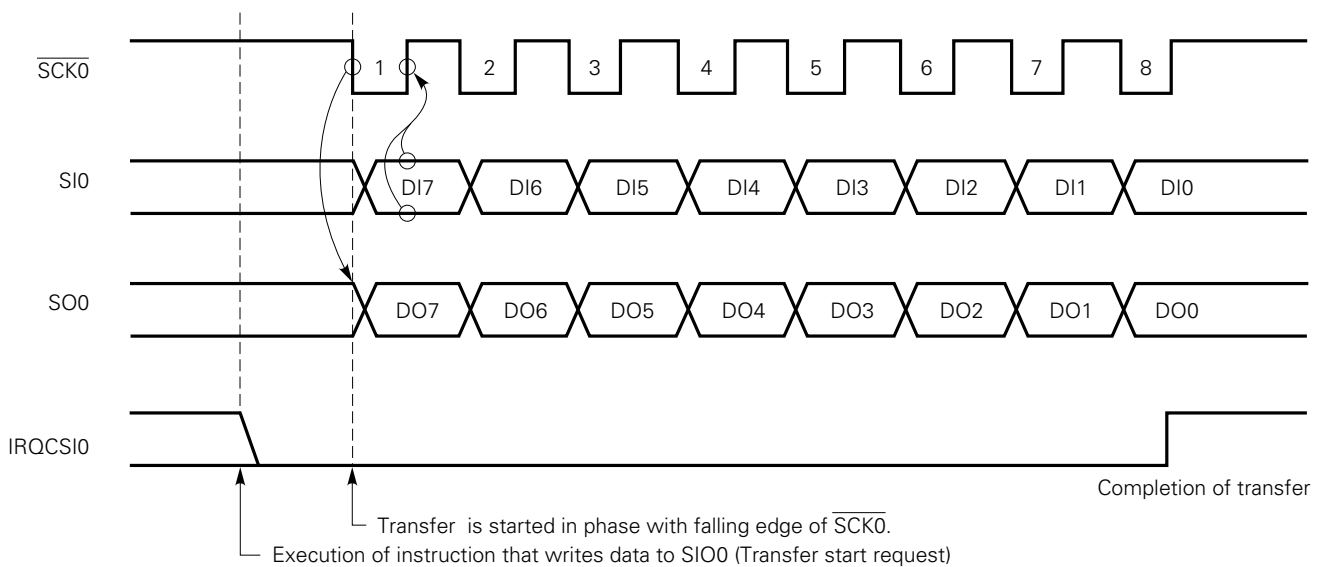 SCK0 1 2 3 4 5 6 7 8
SI0 DI7 DI6 DI5 DI4 DI3 DI2 DI1 DI0
SO0 DO7 DO6 DO5 DO4 DO3 DO2 DO1 DO0
IRQCSI0
Completion of transfer
Transfer is started in phase with falling edge of SCK0.
Execution of instruction that writes data to SIO0 (Transfer start request)